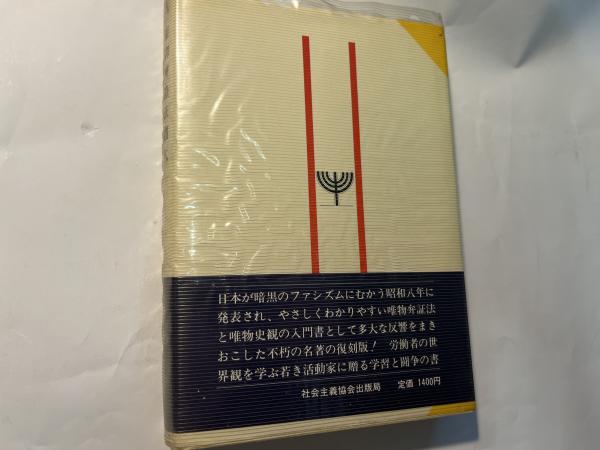 日本が暗黒のファシズムにむかう昭和八年に
発表され、やさしくわかりやすい唯物弁証法
と唯物史観の入門書として多大な反響をまき
おこした不朽の名著の復刻版！ 労働者の世
界観を学ぶ若き活動家に贈る学習と闘争の書
社会主義協会出版局 定価 1400円